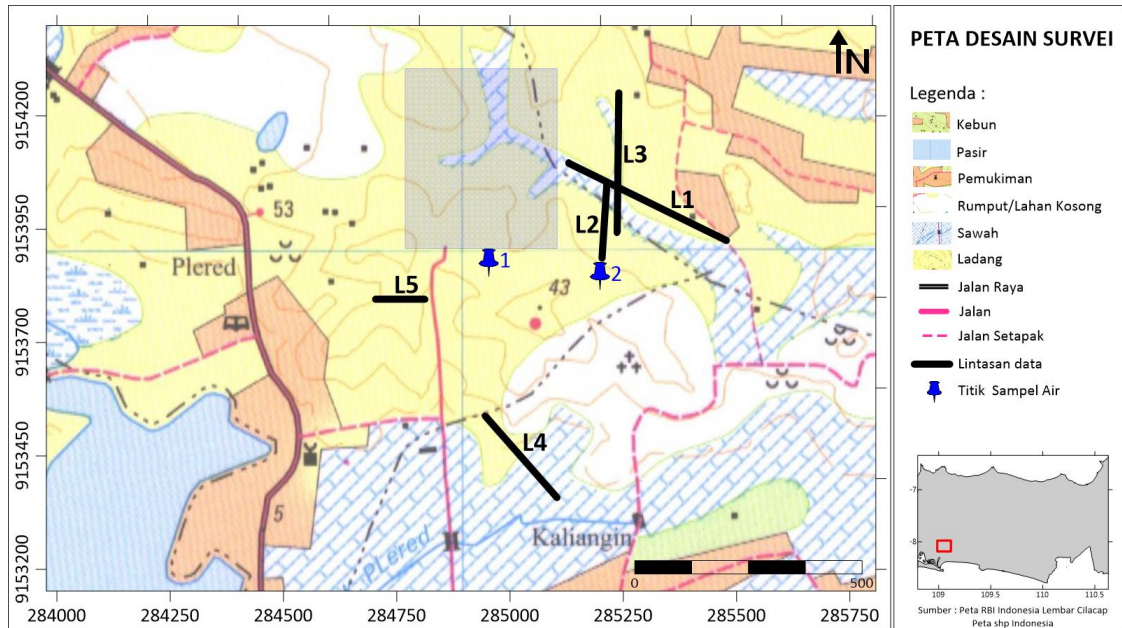 PETA DESAIN SURVEI
Legenda :
Kebun
Pasir
Pemukiman
Rumput/Lahan Kosong
Sawah
Ladang
Jalan Raya
Jalan
Jalan Setapak
Lintasan data
Titik Sampel Air
-7
-8
109
109.5
110
110.5
Sumber : Peta RBI Indonesia Lembar Cilacap
Peta shp Indonesia
N
9154200
9153950
9153700
9153450
9153200
284000
284250
284500
284750
285000
285250
285500
285750
L3
L1
L2
53
Plered
1
2
L5
43
L4
5
PLered
Kaliangin
0
500